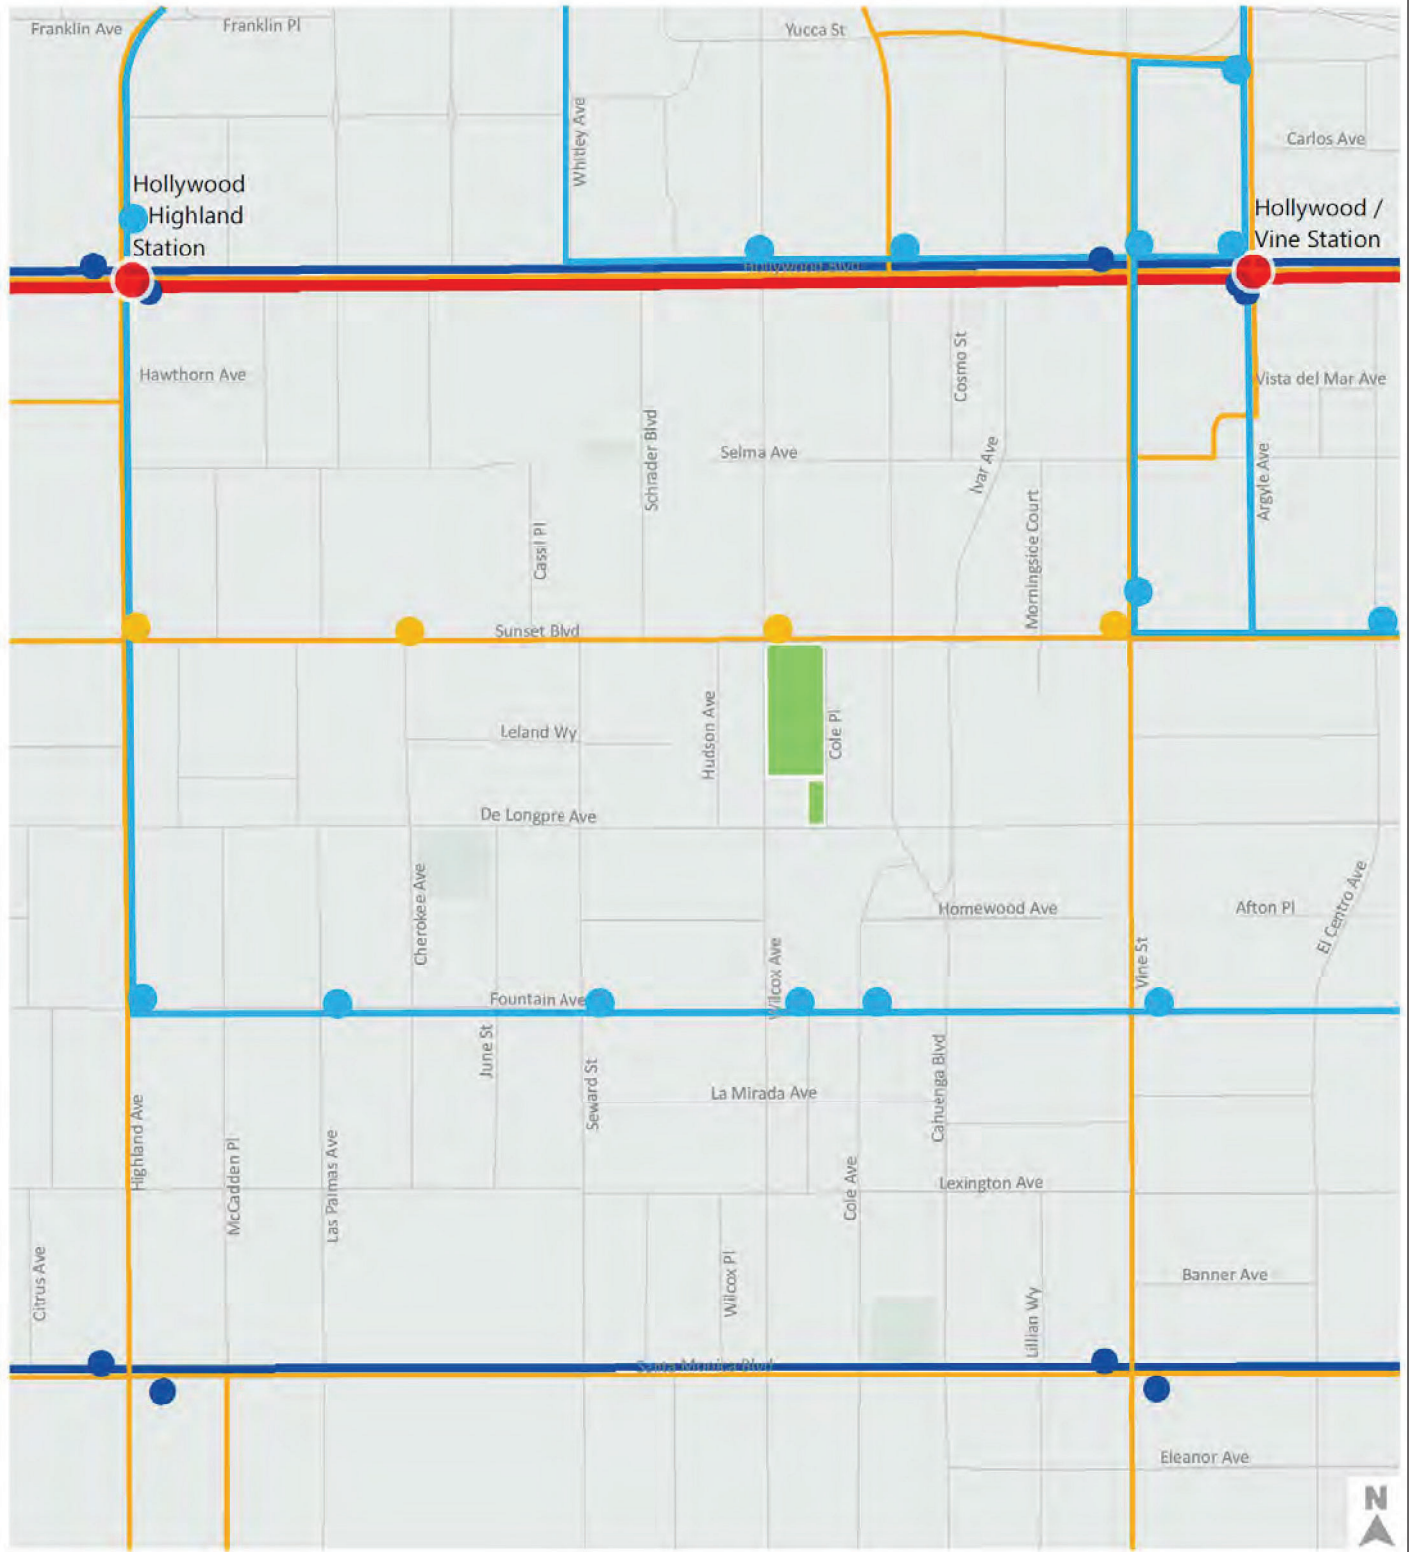 Franklin Ave
Franklin Pl
Yucca St
Whitley Ave
Carlos Ave
Hollywood
Highland
Station
Hollywood /
Vine Station
Hollywood Blvd
Hawthorn Ave
Cosmo St
Vista del Mar Ave
Schrader Blvd
Selma Ave
Ivar Ave
Argyle Ave
Cassil Pl
Morningside Court
Sunset Blvd
Hudson Ave
Cole Pl
Leland Wy
De Longpre Ave
Cherokee Ave
Homewood Ave
Afton Pl
El Centro Ave
Vine St
Wilcox Ave
Fountain Ave
June St
Seward St
Cahuenga Blvd
La Mirada Ave
Highland Ave
McCadden Pl
Las Palmas Ave
Cole Ave
Lexington Ave
Citrus Ave
Wilcox Pl
Banner Ave
Lillian Wy
Santa Monica Blvd
Eleanor Ave
N